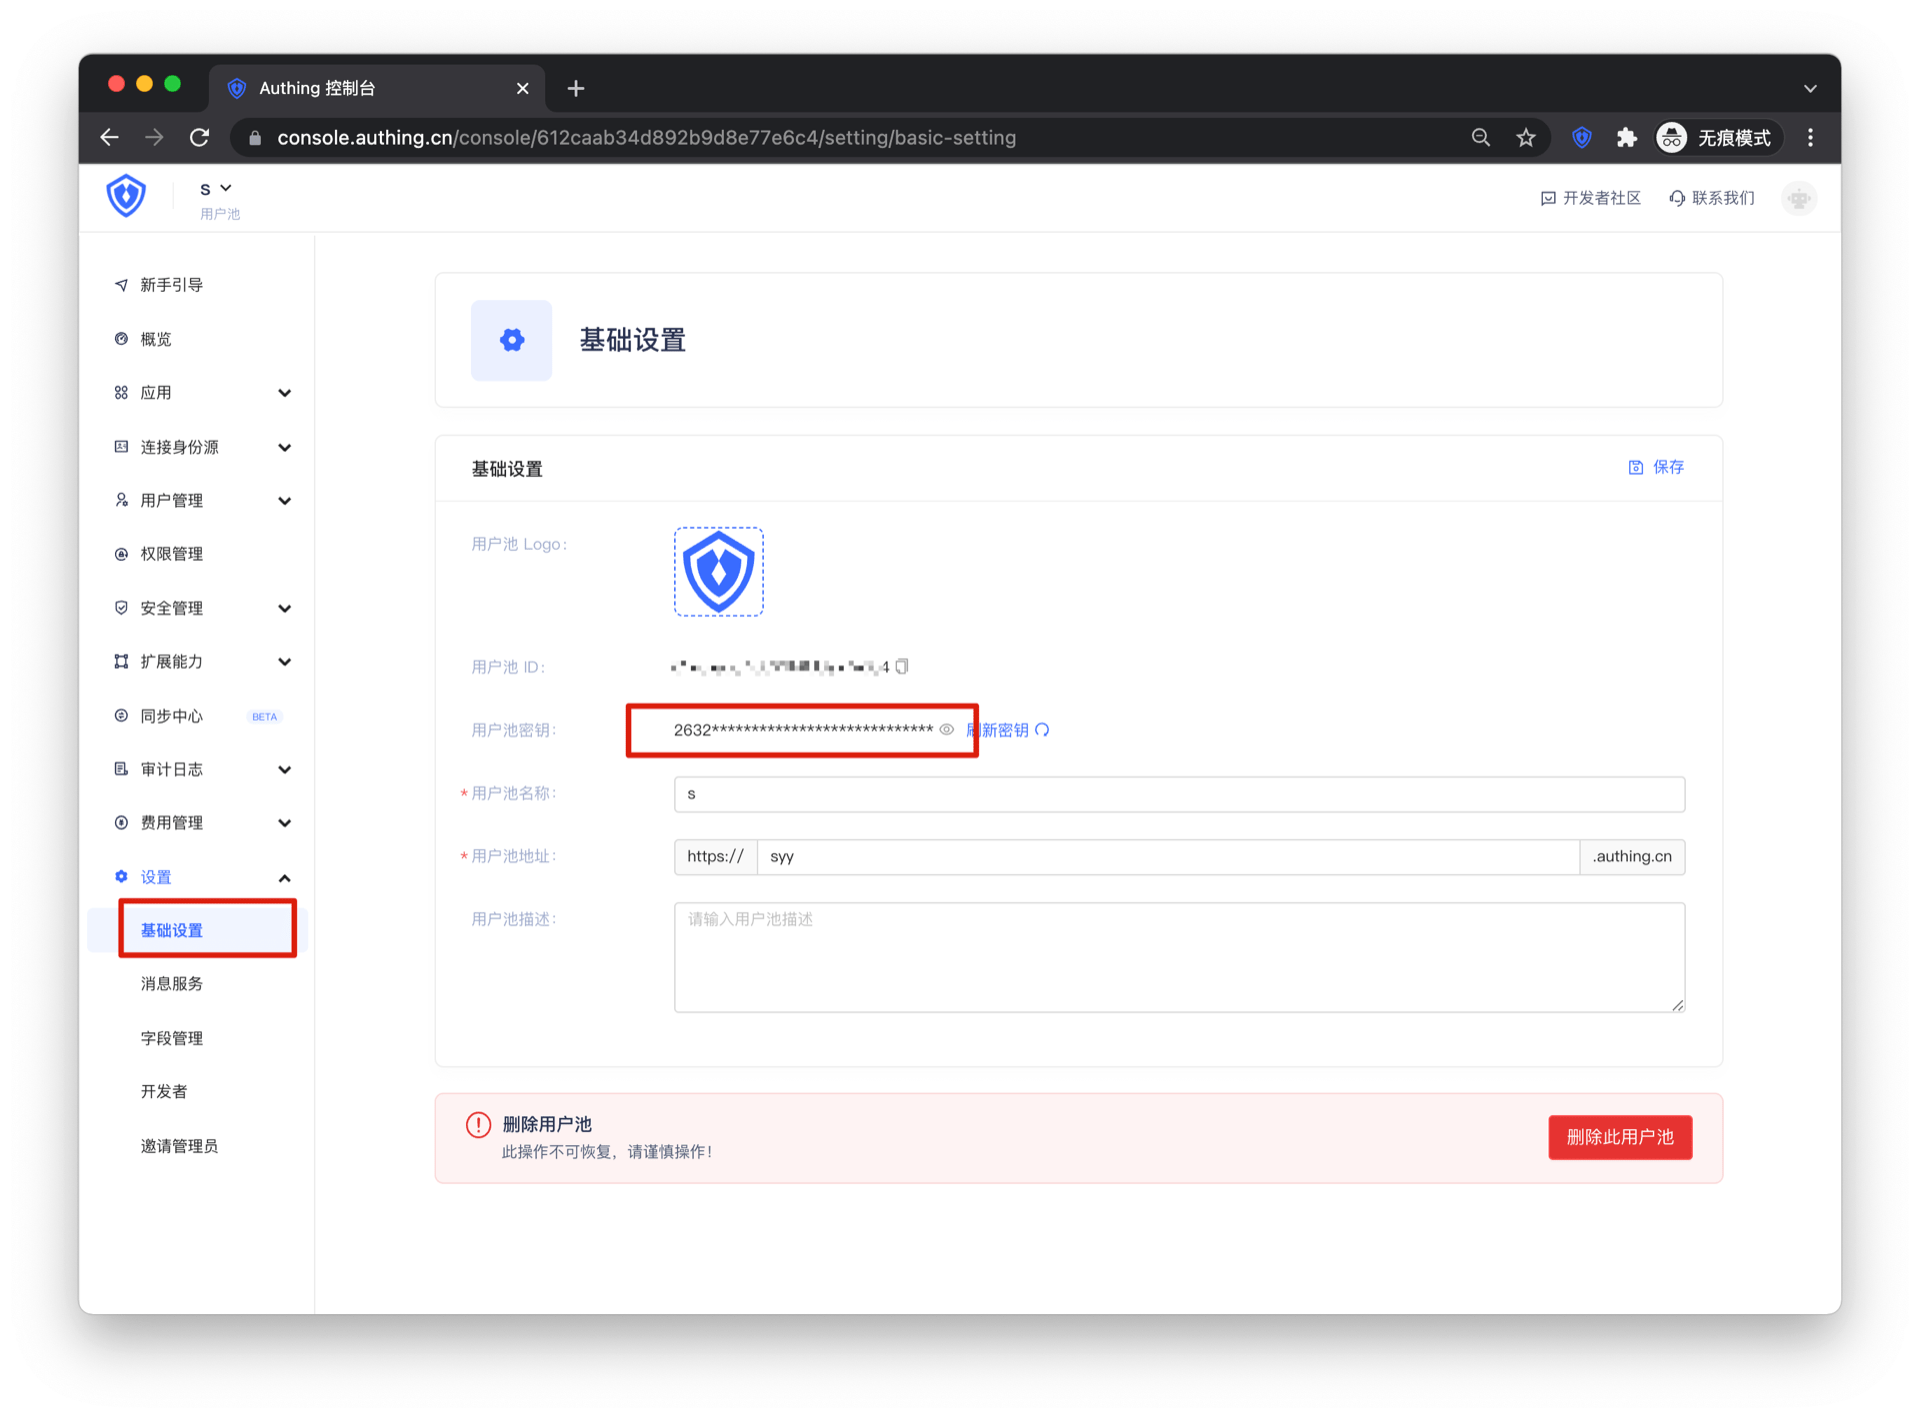 Authing 控制台
console.authing.cn/console/612caab34d892b9d8e77e6c4/setting/basic-setting
无痕模式
S
用户池
开发者社区
联系我们
新手引导
概览
应用
连接身份源
用户管理
权限管理
安全管理
扩展能力
同步中心 BETA
审计日志
费用管理
设置
基础设置
消息服务
字段管理
开发者
邀请管理员
基础设置
基础设置
保存
用户池 Logo:
用户池 ID:
4
用户池密钥:
2632****************************
刷新密钥
* 用户池名称:
s
* 用户池地址:
https://
syy
.authing.cn
用户池描述:
请输入用户池描述
删除用户池
此操作不可恢复，请谨慎操作！
删除此用户池